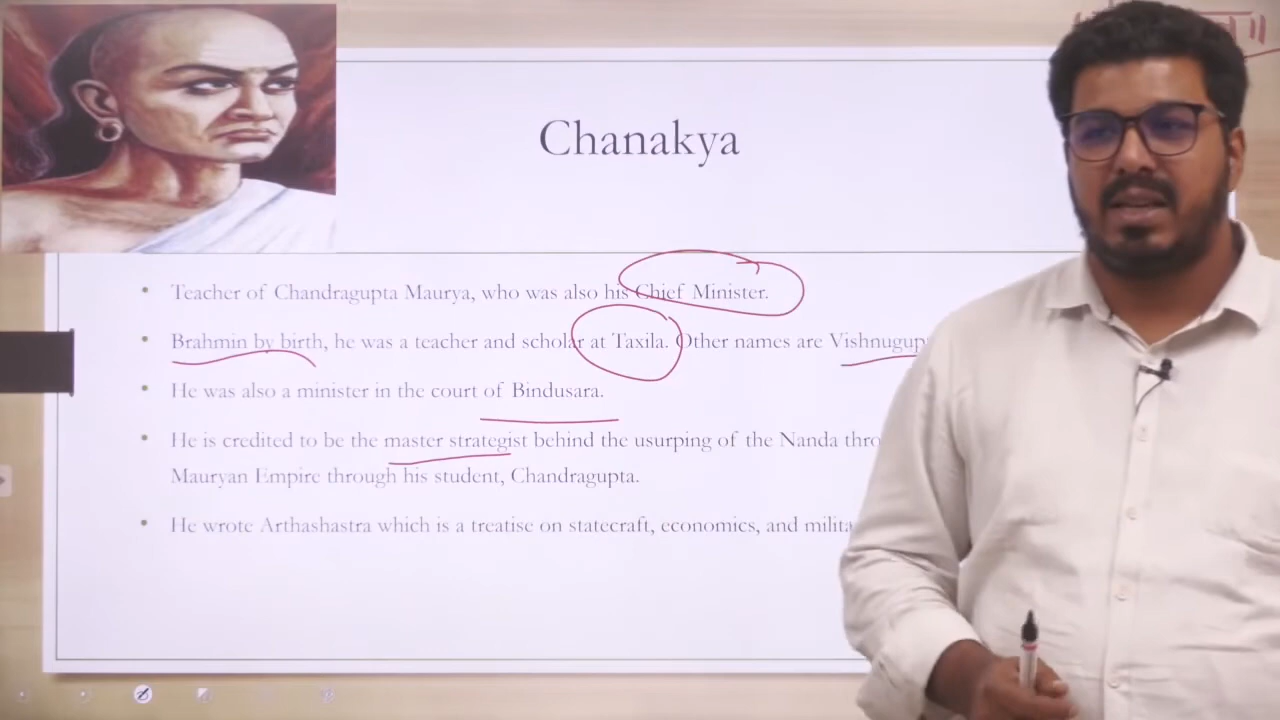 Chanakya
Teacher of Chandragupta Maurya, who was also his Chief Minister.
Brahmin by birth, he was a teacher and scholar at Taxila. Other names are
He was also a minister in the court of Bindusara.
He is credited to be the master strategist behind the usurping of the Nanda
Mauryan Empire through his student, Chandragupta.
He wrote Arthashastra which is a treatise on statecraft, economics, and